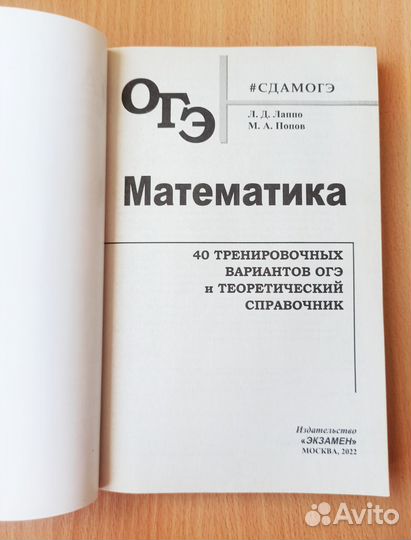 ОГЭ
#СДАМОГЭ
Л. Д. Лаппо
М. А. Попов
Математика
40 ТРЕНИРОВОЧНЫХ
ВАРИАНТОВ ОГЭ
и ТЕОРЕТИЧЕСКИЙ
СПРАВОЧНИК
Издательство
«ЭКЗАМЕН»
МОСКВА, 2022
Avito